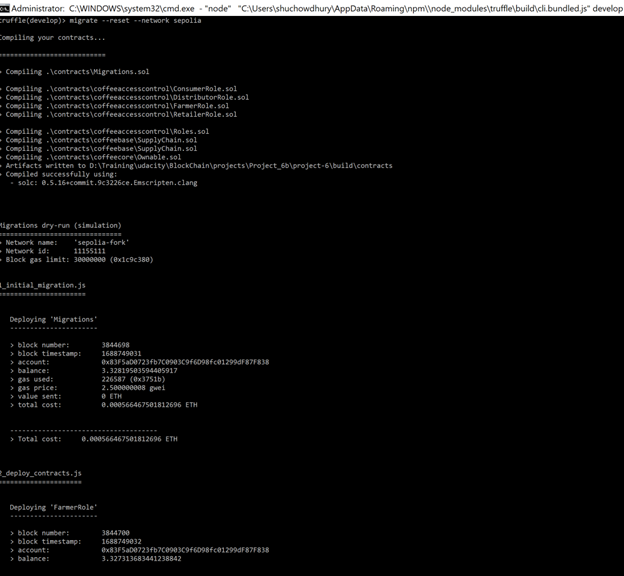 Administrator: C:\WINDOWS\system32\cmd.exe - "node" "C:\Users\shuchowdhury\AppData\Roaming\npm\\node_modules\truffle\build\cli.bundled.js" develop
truffle(develop)> migrate --reset --network sepolia
Compiling your contracts...
===========================
> Compiling .\contracts\Migrations.sol
> Compiling .\contracts\coffeeaccesscontrol\ConsumerRole.sol
> Compiling .\contracts\coffeeaccesscontrol\DistributorRole.sol
> Compiling .\contracts\coffeeaccesscontrol\FarmerRole.sol
> Compiling .\contracts\coffeeaccesscontrol\RetailerRole.sol
> Compiling .\contracts\coffeeaccesscontrol\Roles.sol
> Compiling .\contracts\coffeebase\SupplyChain.sol
> Compiling .\contracts\coffeebase\SupplyChain.sol
> Compiling .\contracts\coffeecore\Ownable.sol
> Artifacts written to D:\Training\udacity\BlockChain\projects\Project_6b\project-6\build\contracts
> Compiled successfully using:
- solc: 0.5.16+commit.9c3226ce.Emscripten.clang
Migrations dry-run (simulation)
===============================
> Network name: 'sepolia-fork'
> Network id: 11155111
> Block gas limit: 30000000 (0x1c9c380)
1_initial_migration.js
======================
Deploying 'Migrations'
----------------------
> block number: 3844698
> block timestamp: 1688749031
> account: 0x83F5aD0723fb7C0903C9f6D98fc01299dF87F838
> balance: 3.32819503594405917
> gas used: 226587 (0x3751b)
> gas price: 2.500000008 gwei
> value sent: 0 ETH
> total cost: 0.000566467501812696 ETH
-------------------------------------
> Total cost: 0.000566467501812696 ETH
2_deploy_contracts.js
=====================
Deploying 'FarmerRole'
----------------------
> block number: 3844700
> block timestamp: 1688749032
> account: 0x83F5aD0723fb7C0903C9f6D98fc01299dF87F838
> balance: 3.327313683441238842